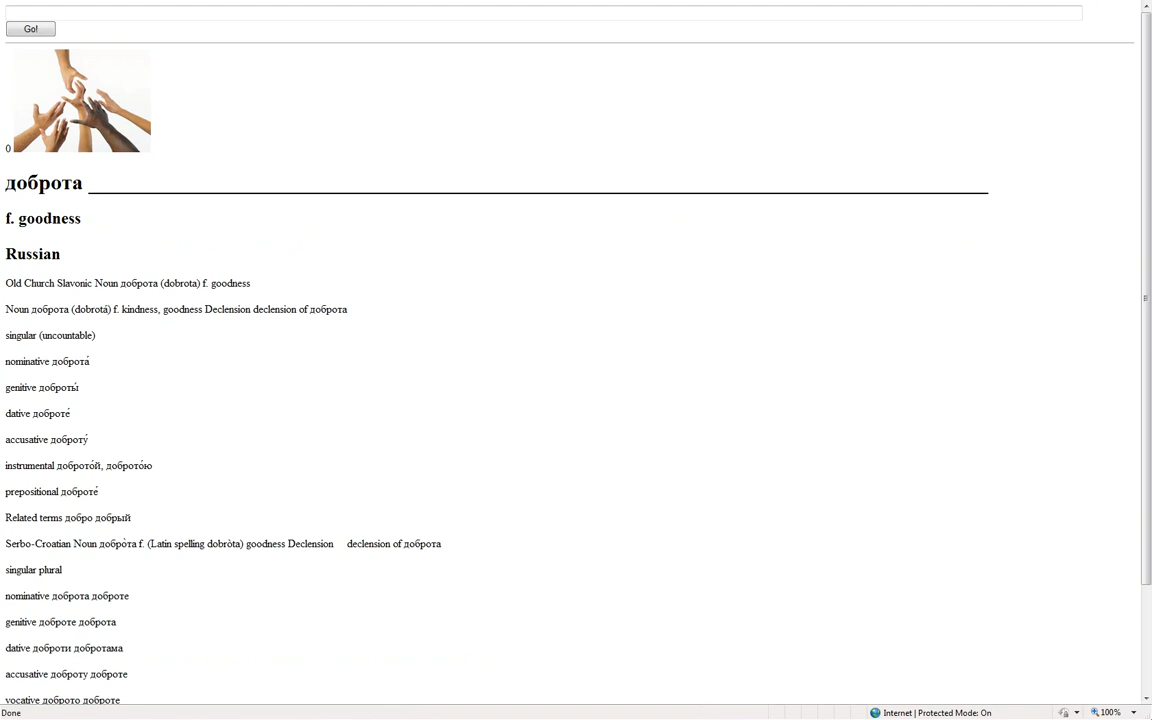 Go!
0
доброта
f. goodness
Russian
Old Church Slavonic Noun доброта (dobrota) f. goodness
Noun доброта (dobrotá) f. kindness, goodness Declension declension of доброта
singular (uncountable)
nominative доброта́
genitive доброты́
dative доброте́
accusative доброту́
instrumental доброто́й, доброто́ю
prepositional доброте́
Related terms добро добрый
Serbo-Croatian Noun добро̀та f. (Latin spelling dobròta) goodness Declension declension of доброта
singular plural
nominative доброта доброте
genitive доброте доброта
dative доброти добротама
accusative доброту доброте
vocative доброто доброте
Done
Internet | Protected Mode: On
100%